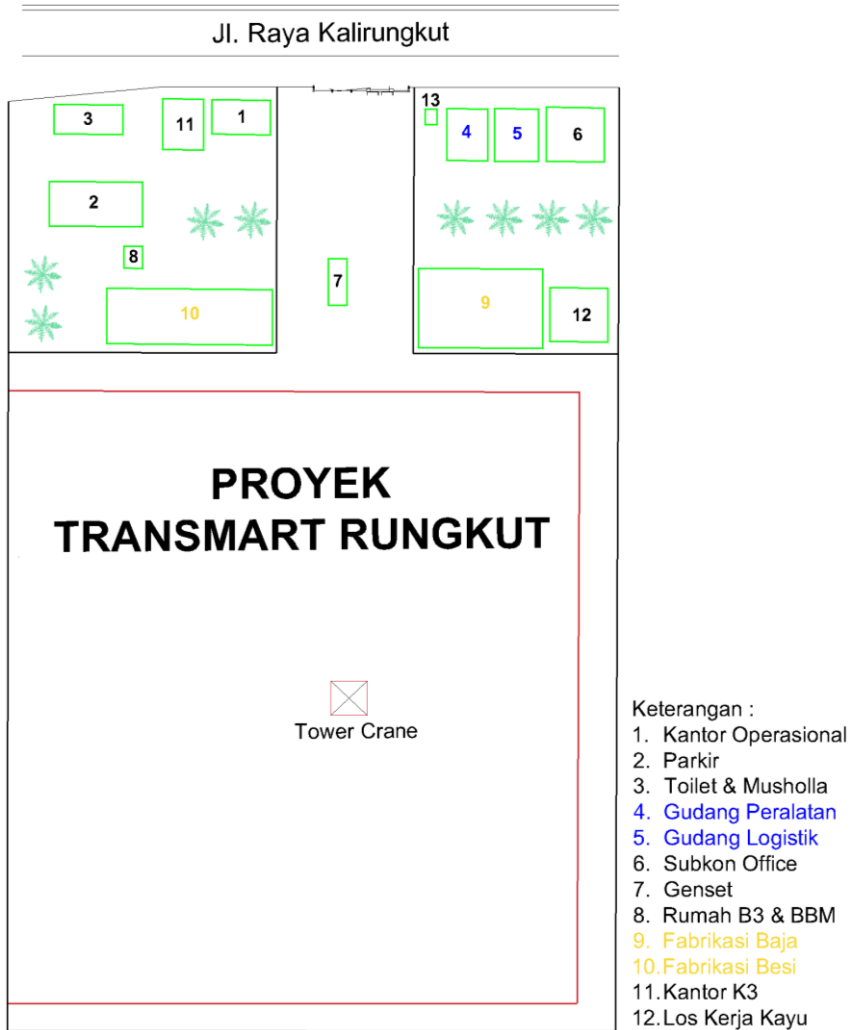 Jl. Raya Kalirungkut
13
3
11
1
4
5
6
2
8
7
10
9
12
PROYEK
TRANSMART RUNGKUT
Tower Crane
Keterangan :
1. Kantor Operasional
2. Parkir
3. Toilet & Musholla
4. Gudang Peralatan
5. Gudang Logistik
6. Subkon Office
7. Genset
8. Rumah B3 & BBM
9. Fabrikasi Baja
10.Fabrikasi Besi
11.Kantor K3
12.Los Kerja Kayu